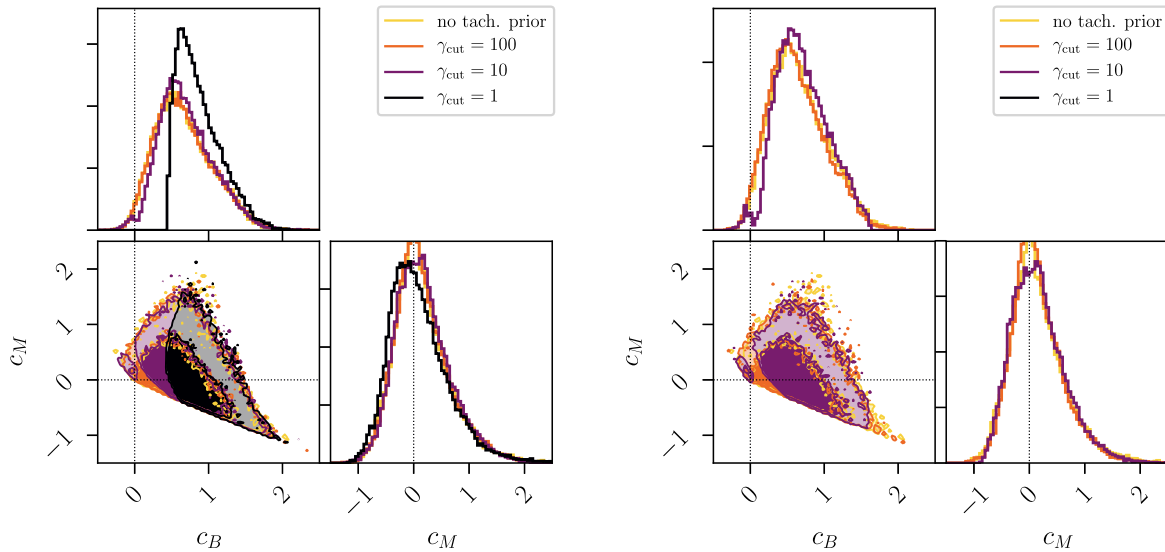 no tach. prior
γcut = 100
γcut = 10
γcut = 1
2
1
0
−1
cM
0
1
2
cB
−1
0
1
2
cM
no tach. prior
γcut = 100
γcut = 10
γcut = 1
2
1
0
−1
cM
0
1
2
cB
−1
0
1
2
cM